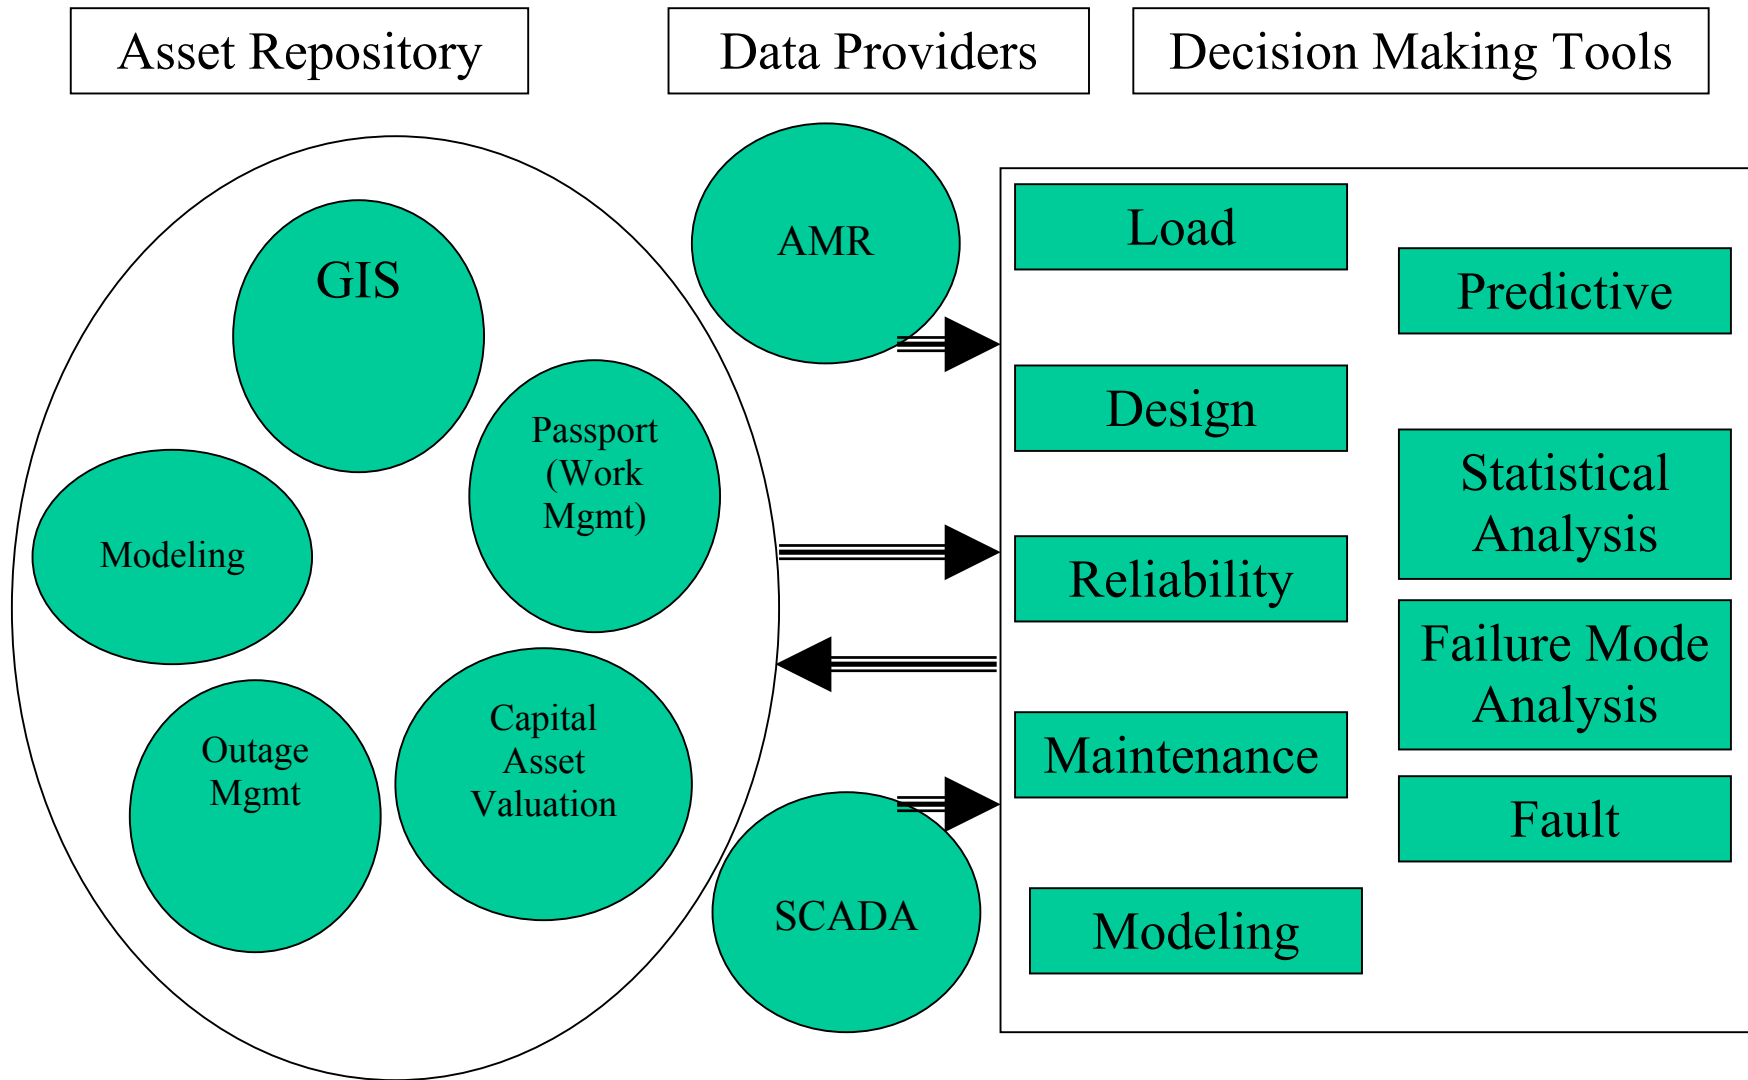 Asset Repository
Data Providers
Decision Making Tools
GIS
Passport
(Work
Mgmt)
Modeling
Outage
Mgmt
Capital
Asset
Valuation
AMR
SCADA
Load
Design
Reliability
Maintenance
Modeling
Predictive
Statistical
Analysis
Failure Mode
Analysis
Fault